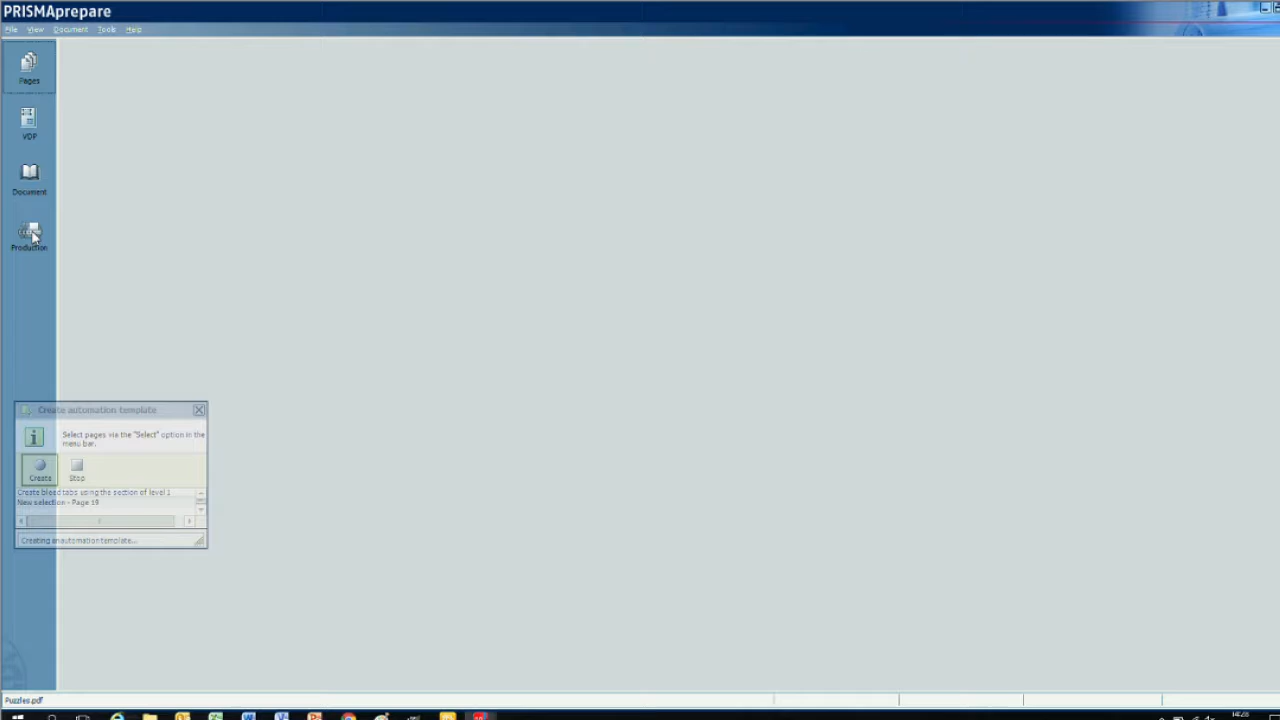 PRISMAprepare
File View Document Tools Help
Pages
VDP
Document
Production
Create automation template
Select pages via the "Select" option in the
menu bar.
Create Stop
Create bleed tabs using the section of level 1
New selection - Page 19
Creating an automation template...
Puzzles.pdf